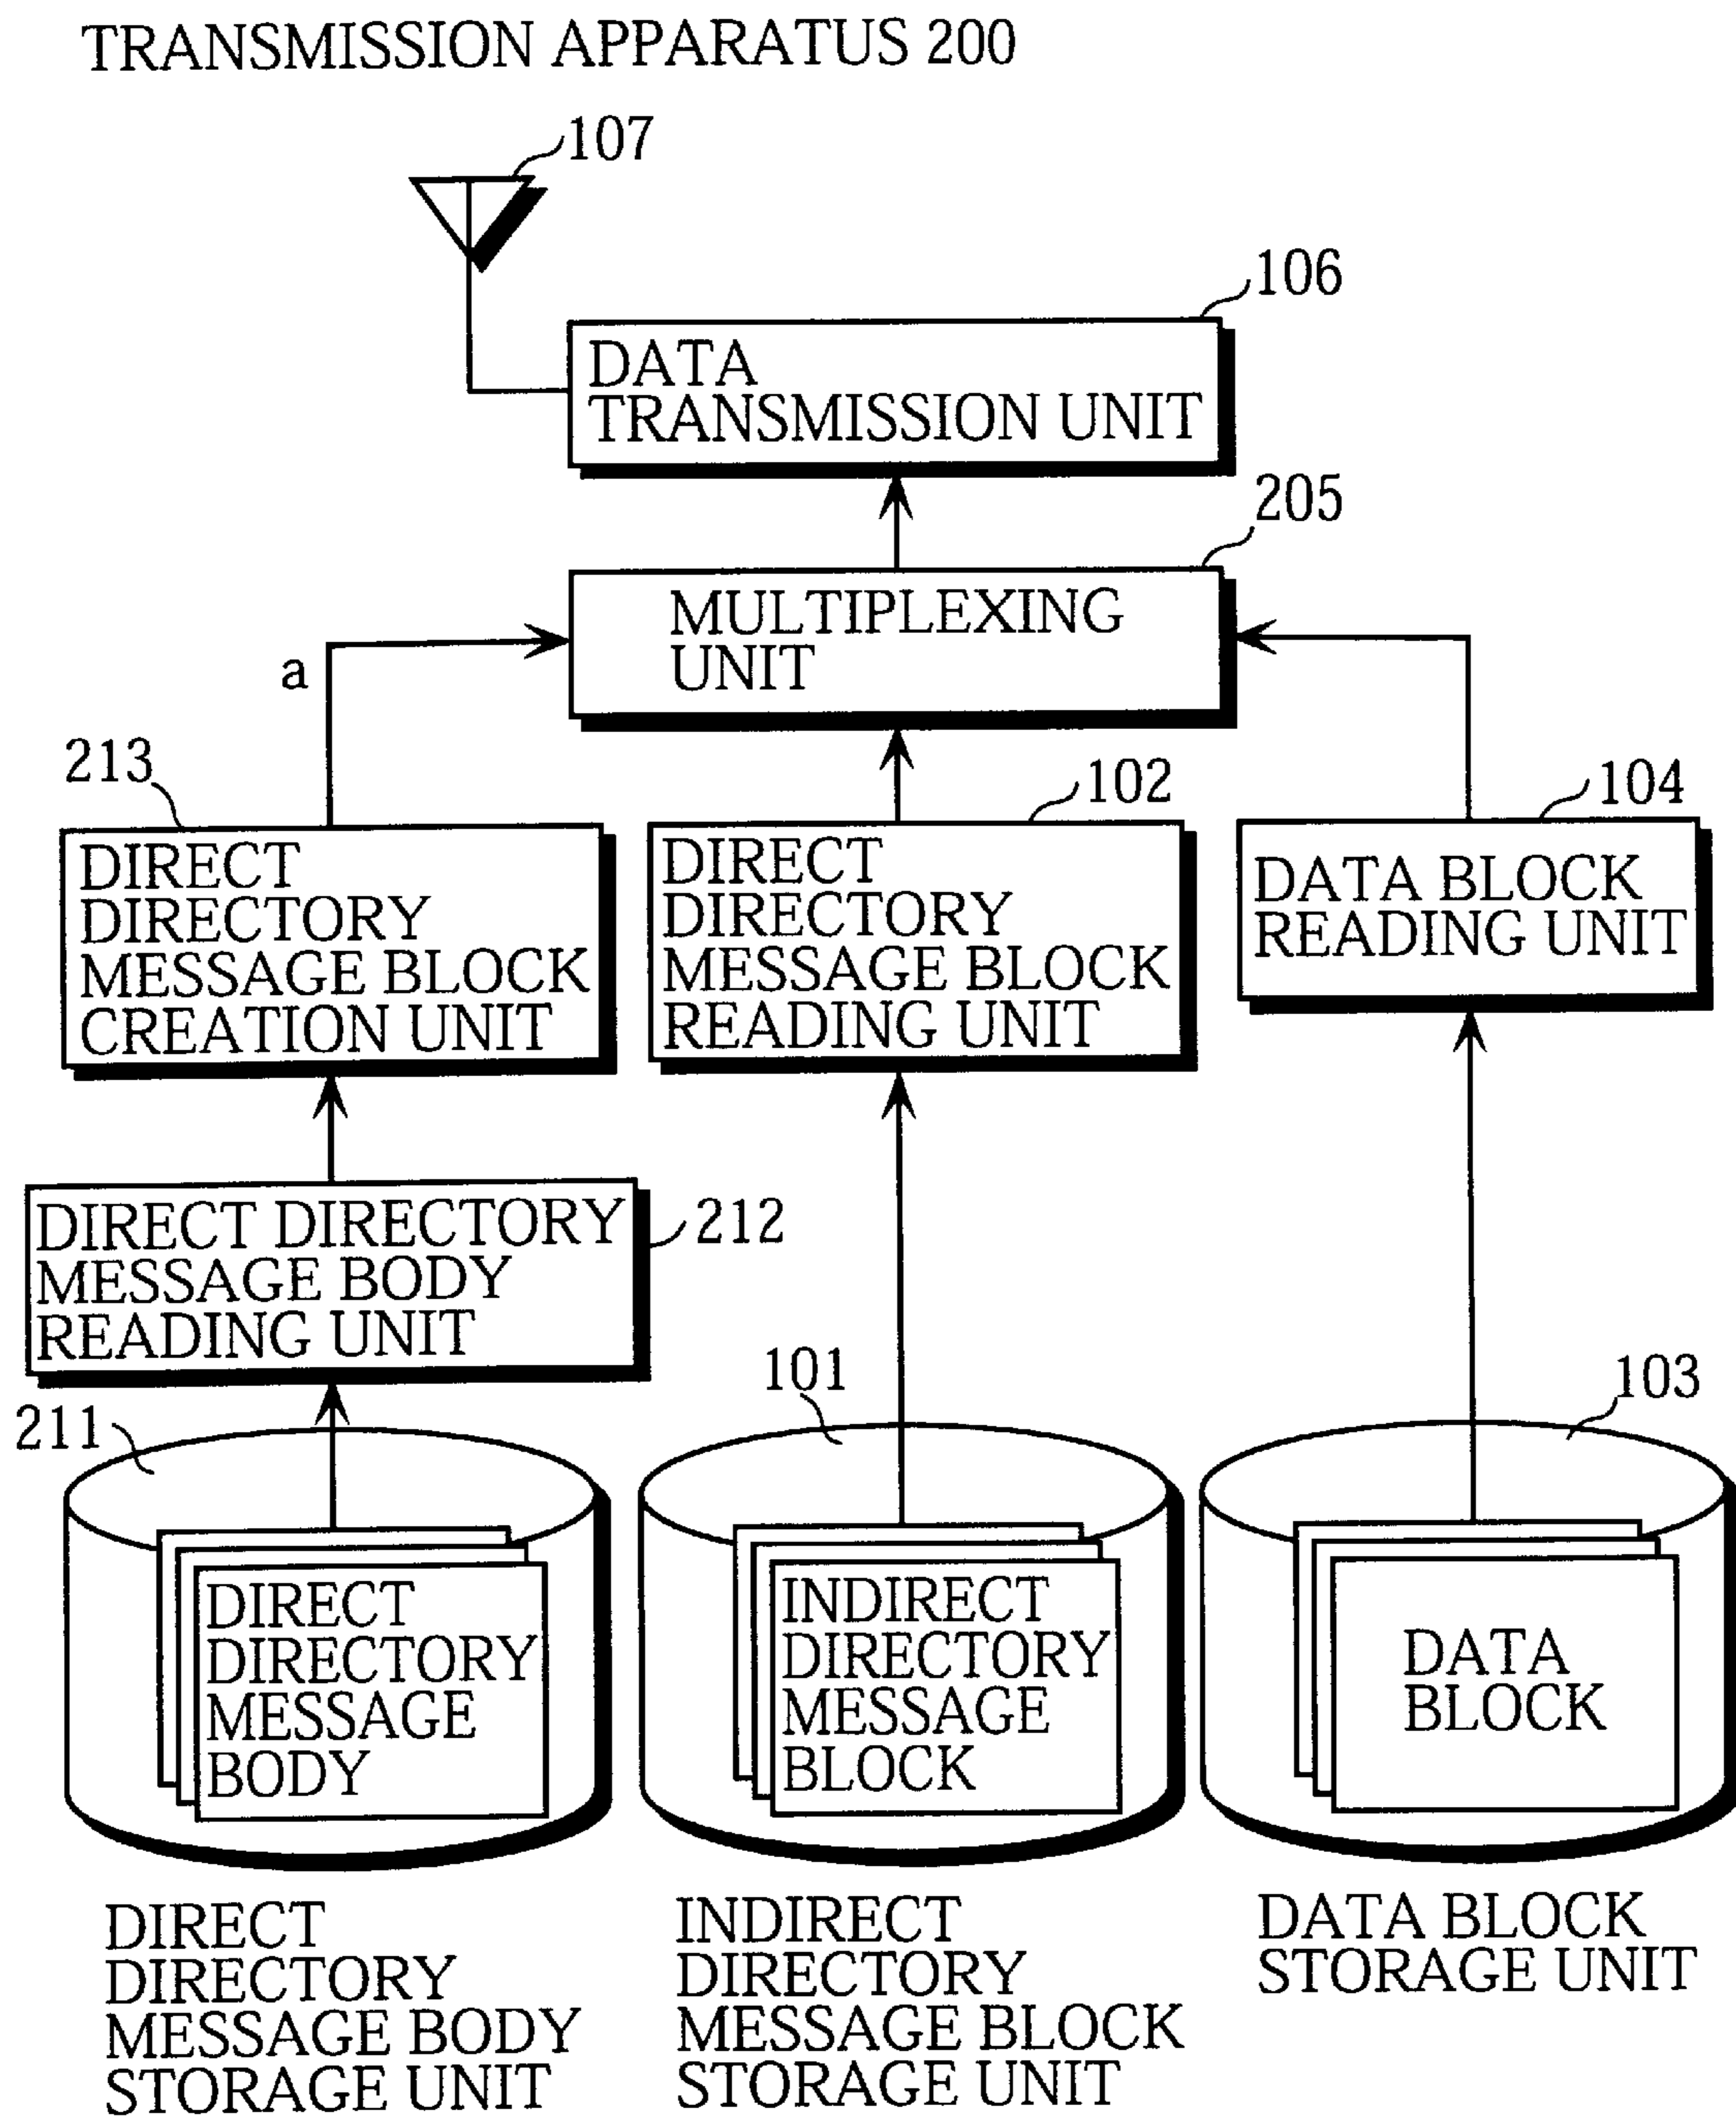 TRANSMISSION APPARATUS 200
107
106
DATA
TRANSMISSION UNIT
205
MULTIPLEXING
UNIT
a
213
102
104
DIRECT
DIRECTORY
MESSAGE BLOCK
CREATION UNIT
DIRECT
DIRECTORY
MESSAGE BLOCK
READING UNIT
DATA BLOCK
READING UNIT
DIRECT DIRECTORY
MESSAGE BODY
READING UNIT
212
211
101
103
DIRECT
DIRECTORY
MESSAGE
BODY
INDIRECT
DIRECTORY
MESSAGE
BLOCK
DATA
BLOCK
DIRECT
DIRECTORY
MESSAGE BODY
STORAGE UNIT
INDIRECT
DIRECTORY
MESSAGE BLOCK
STORAGE UNIT
DATA BLOCK
STORAGE UNIT